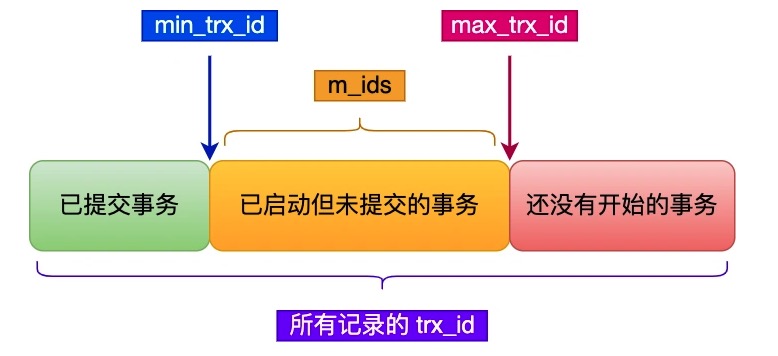 min_trx_id
max_trx_id
m_ids
已提交事务
已启动但未提交的事务
还没有开始的事务
所有记录的 trx_id